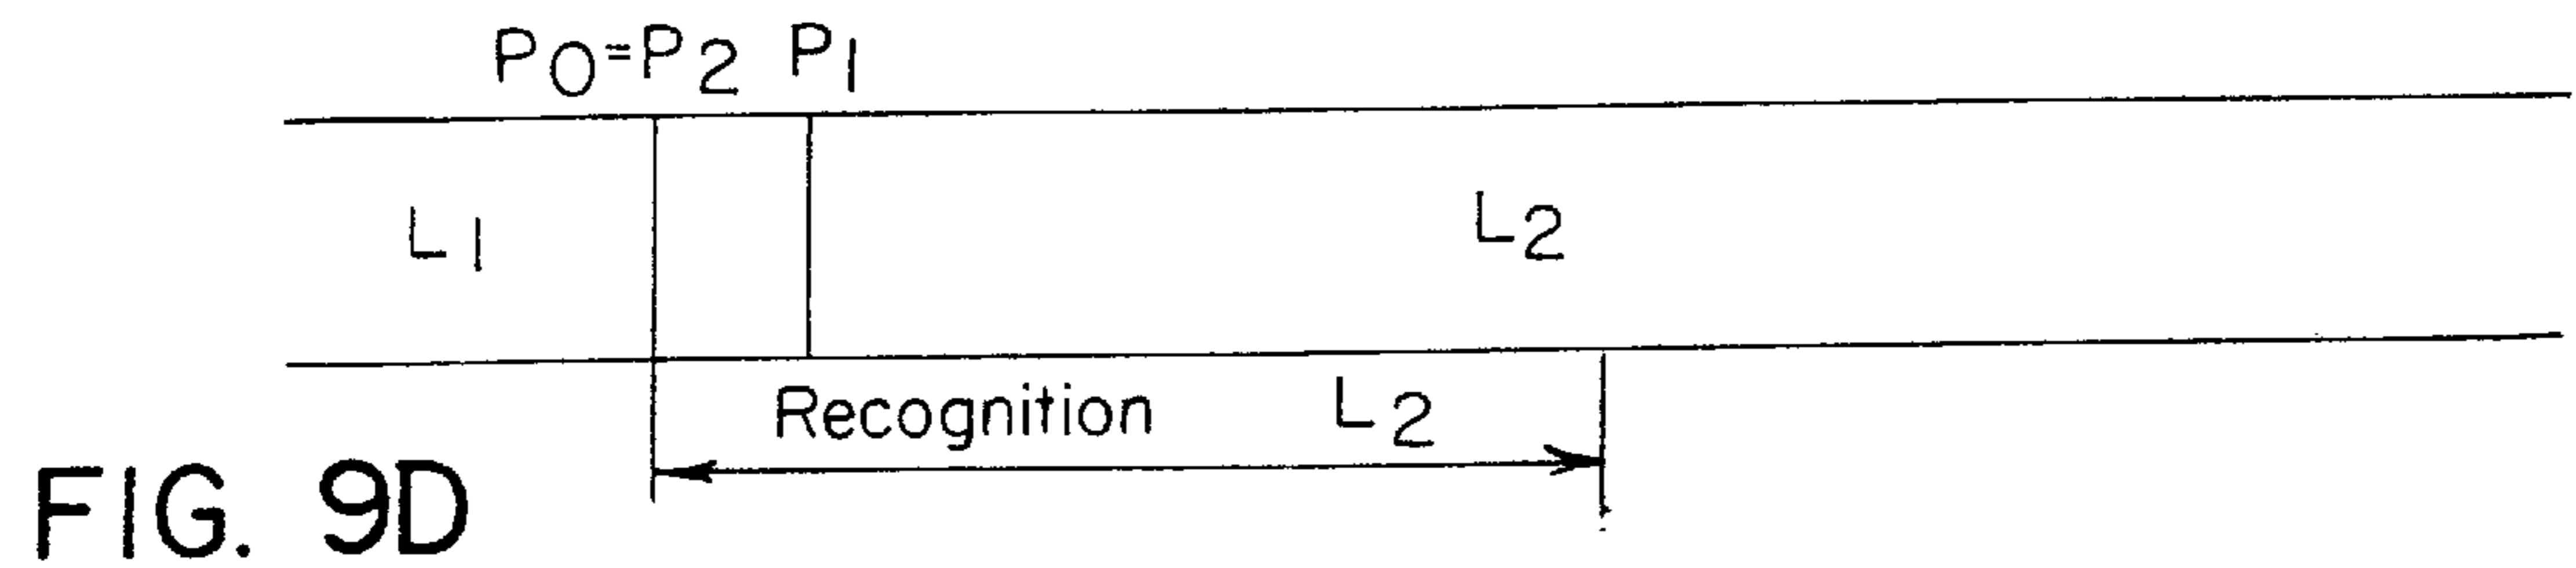 P0=P2 P1
L1 L2
Recognition L2
FIG. 9D